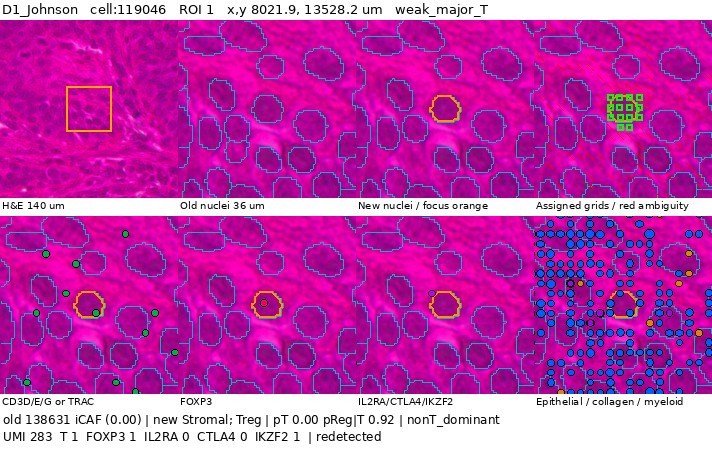 D1_Johnson   cell:119046   ROI 1   x,y 8021.9, 13528.2 um   weak_major_T
H&E 140 um
Old nuclei 36 um
New nuclei / focus orange
Assigned grids / red ambiguity
CD3D/E/G or TRAC
FOXP3
IL2RA/CTLA4/IKZF2
Epithelial / collagen / myeloid
old 138631 iCAF (0.00) | new Stromal; Treg | pT 0.00 pReg|T 0.92 | nonT_dominant
UMI 283  T 1  FOXP3 1  IL2RA 0  CTLA4 0  IKZF2 1  | redetected